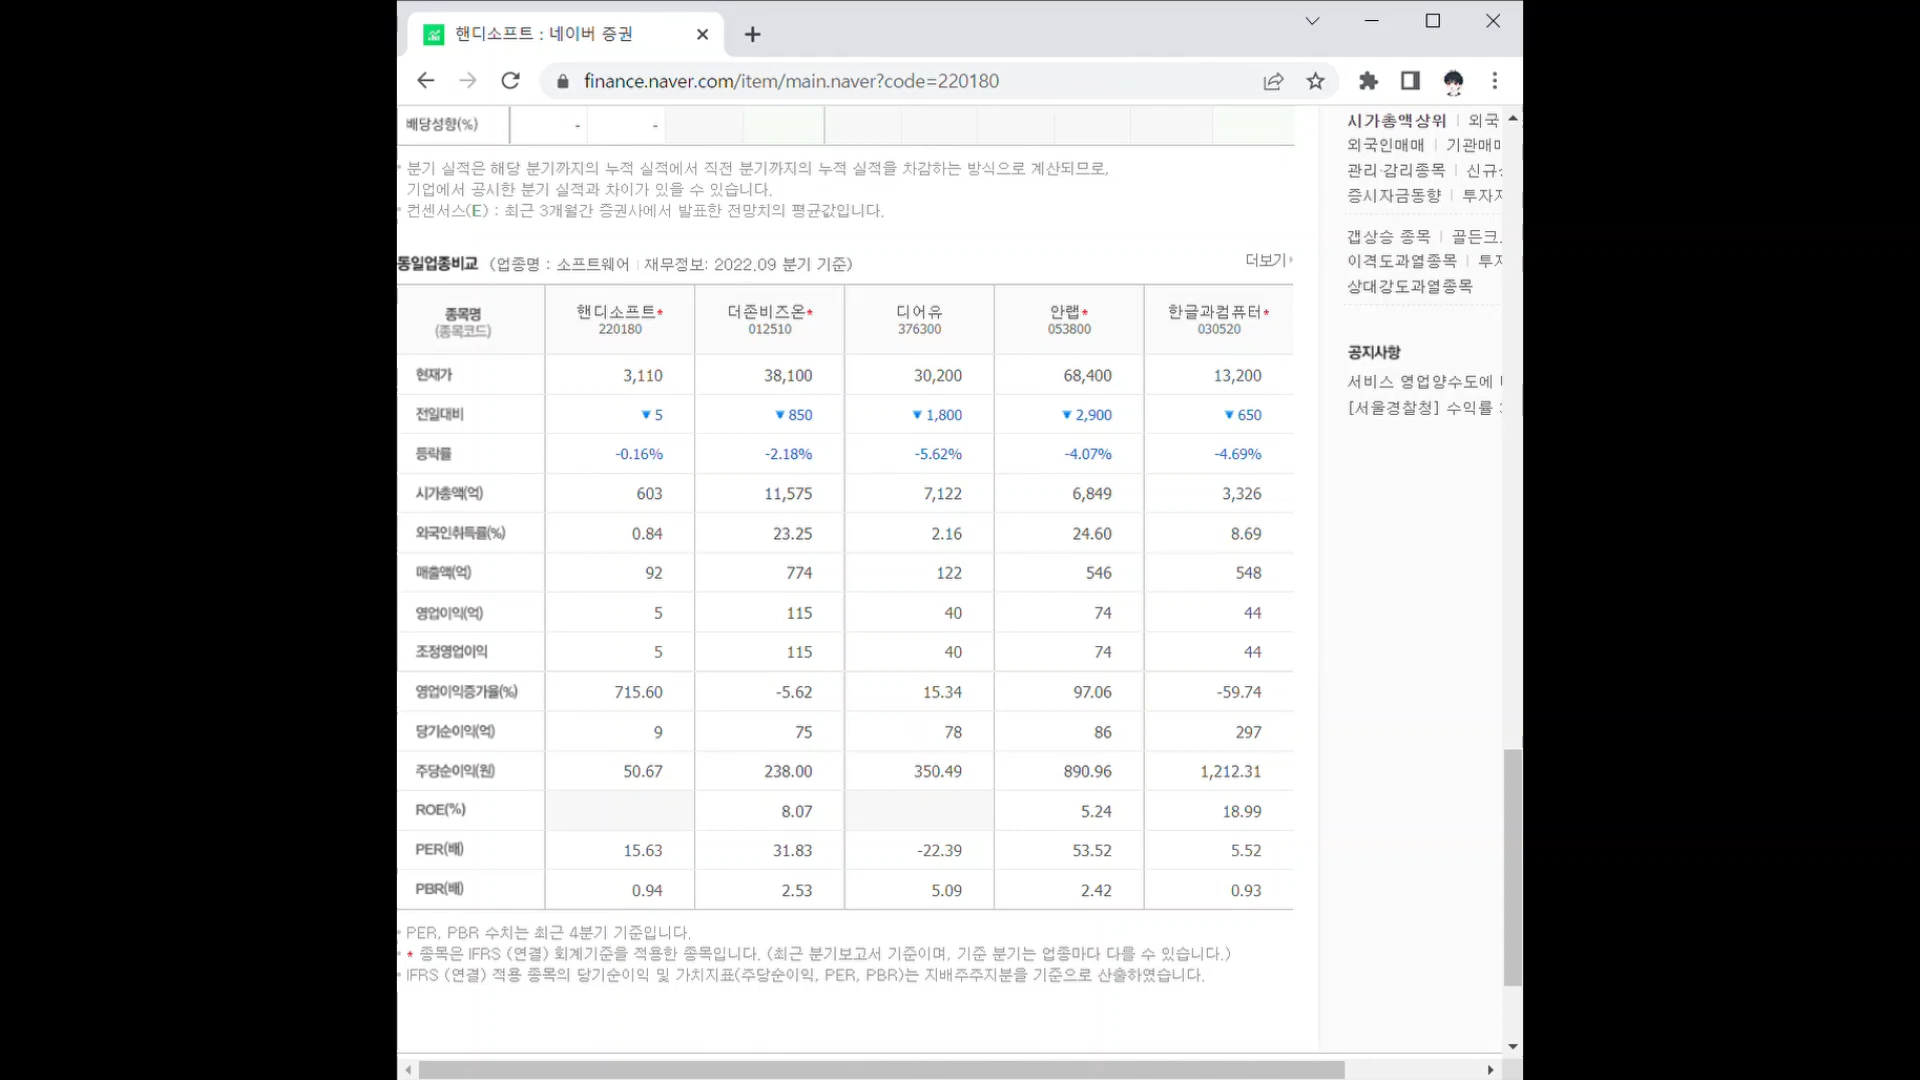 핸디소프트 : 네이버 증권
finance.naver.com/item/main.naver?code=220180
배당성향(%) - -
* 분기 실적은 해당 분기까지의 누적 실적에서 직전 분기까지의 누적 실적을 차감하는 방식으로 계산되므로,
기업에서 공시한 분기 실적과 차이가 있을 수 있습니다.
* 컨센서스(E) : 최근 3개월간 증권사에서 발표한 전망치의 평균값입니다.
동일업종비교 (업종명 : 소프트웨어 | 재무정보: 2022.09 분기 기준) 더보기
종목명 핸디소프트* 더존비즈온* 디어유 안랩* 한글과컴퓨터*
(종목코드) 220180 012510 376300 053800 030520
현재가 3,110 38,100 30,200 68,400 13,200
전일대비 ▼5 ▼850 ▼1,800 ▼2,900 ▼650
등락률 -0.16% -2.18% -5.62% -4.07% -4.69%
시가총액(억) 603 11,575 7,122 6,849 3,326
외국인취득률(%) 0.84 23.25 2.16 24.60 8.69
매출액(억) 92 774 122 546 548
영업이익(억) 5 115 40 74 44
조정영업이익 5 115 40 74 44
영업이익증가율(%) 715.60 -5.62 15.34 97.06 -59.74
당기순이익(억) 9 75 78 86 297
주당순이익(원) 50.67 238.00 350.49 890.96 1,212.31
ROE(%) 8.07 5.24 18.99
PER(배) 15.63 31.83 -22.39 53.52 5.52
PBR(배) 0.94 2.53 5.09 2.42 0.93
* PER, PBR 수치는 최근 4분기 기준입니다.
* * 종목은 IFRS (연결) 회계기준을 적용한 종목입니다. (최근 분기보고서 기준이며, 기준 분기는 업종마다 다를 수 있습니다.)
* IFRS (연결) 적용 종목의 당기순이익 및 가치지표(주당순이익, PER, PBR)는 지배주주지분을 기준으로 산출하였습니다.
시가총액상위 | 외국
외국인매매 | 기관매
관리·감리종목 | 신규
증시자금동향 | 투자
갭상승 종목 | 골든크
이격도과열종목 | 투
상대강도과열종목
공지사항
서비스 영업양수도에
[서울경찰청] 수익률